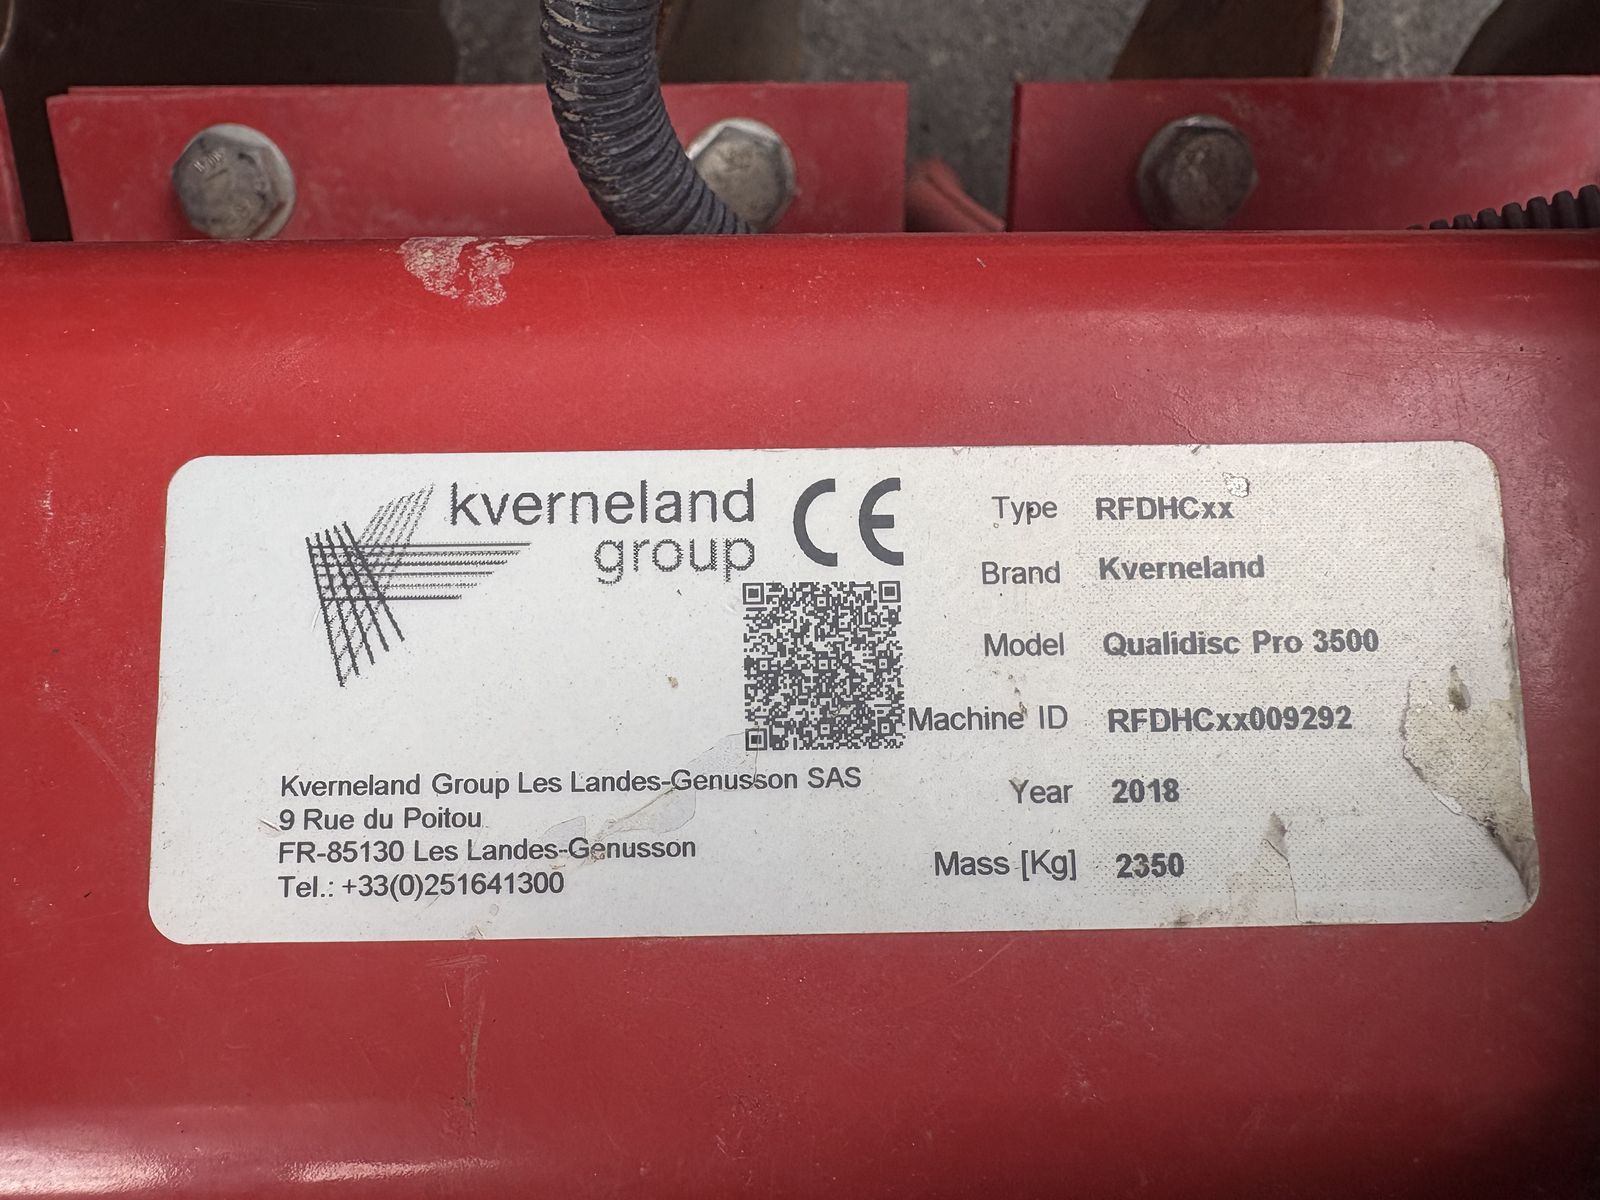 kverneland
group
CE
Type RFDHCxx
Brand Kverneland
Model Qualidisc Pro 3500
Machine ID RFDHCxx009292
Year 2018
Mass [Kg] 2350
Kverneland Group Les Landes-Genusson SAS
9 Rue du Poitou
FR-85130 Les Landes-Genusson
Tel.: +33(0)251641300